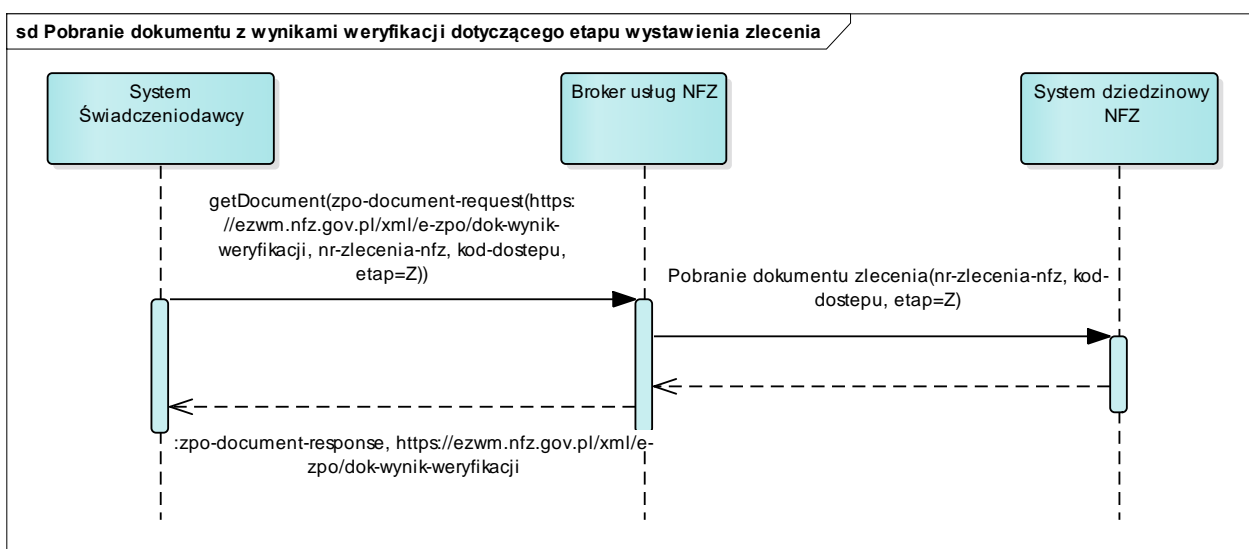 sd Pobranie dokumentu z wynikami weryfikacji dotyczącego etapu wystawienia zlecenia
System
Świadczeniodawcy
Broker usług NFZ
System dziedzinowy
NFZ
getDocument(zpo-document-request(https:
//ezwm.nfz.gov.pl/xml/e-zpo/dok-wynik-
weryfikacji, nr-zlecenia-nfz, kod-dostepu,
etap=Z))
Pobranie dokumentu zlecenia(nr-zlecenia-nfz, kod-
dostepu, etap=Z)
:zpo-document-response, https://ezwm.nfz.gov.pl/xml/e-
zpo/dok-wynik-weryfikacji